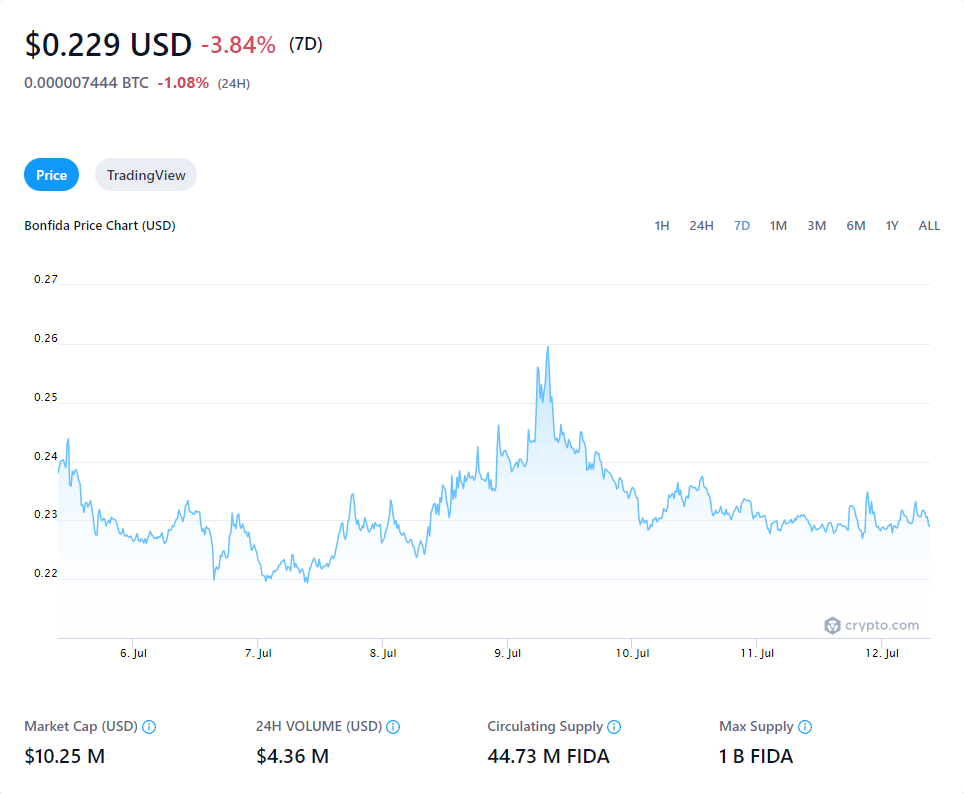 $0.229 USD -3.84% (7D)
0.000007444 BTC -1.08% (24H)
Price TradingView
Bonfida Price Chart (USD) 1H 24H 7D 1M 3M 6M 1Y ALL
0.27
0.26
0.25
0.24
0.23
0.22
crypto.com
6. Jul 7. Jul 8. Jul 9. Jul 10. Jul 11. Jul 12. Jul
Market Cap (USD) 24H VOLUME (USD) Circulating Supply Max Supply
$10.25 M $4.36 M 44.73 M FIDA 1 B FIDA